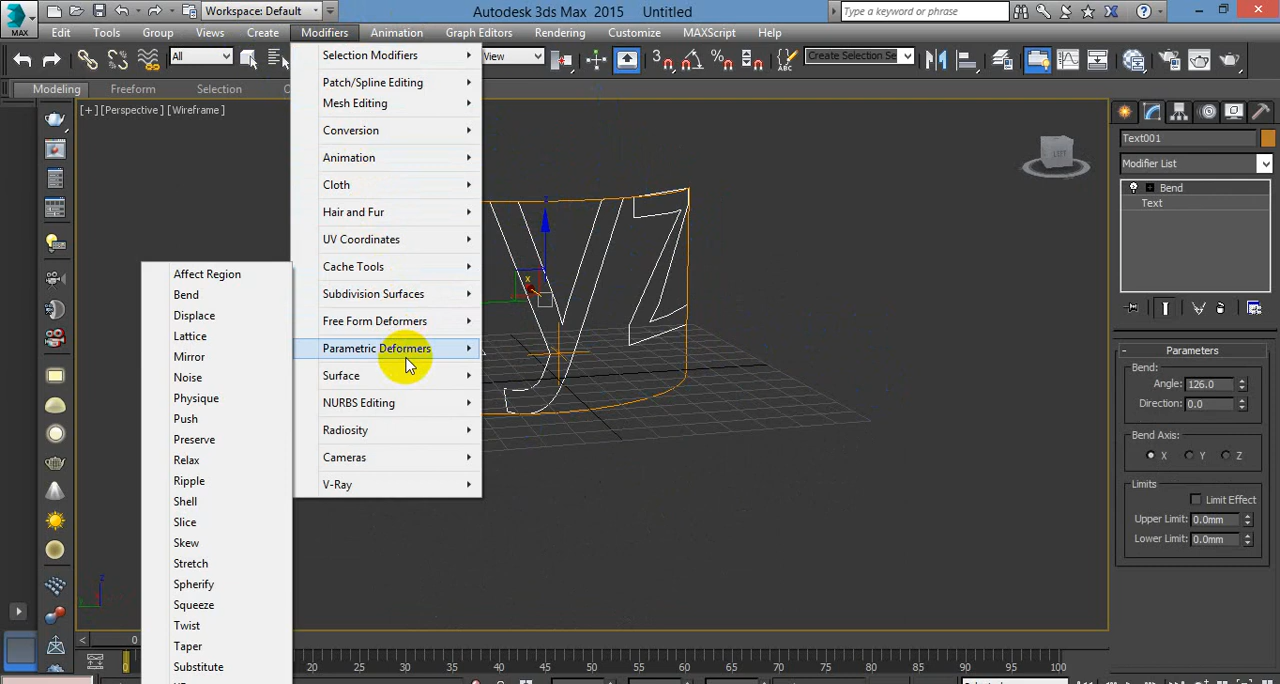 Workspace: Default
Autodesk 3ds Max 2015 Untitled
Type a keyword or phrase
MAX
Edit Tools Group Views Create Modifiers Animation Graph Editors Rendering Customize MAXScript Help
All
View
Create Selection Se
Modeling Freeform Selection
[+] [Perspective] [Wireframe]
LEFT
Selection Modifiers
Patch/Spline Editing
Mesh Editing
Conversion
Animation
Cloth
Hair and Fur
UV Coordinates
Cache Tools
Subdivision Surfaces
Free Form Deformers
Parametric Deformers
Surface
NURBS Editing
Radiosity
Cameras
V-Ray
Affect Region
Bend
Displace
Lattice
Mirror
Noise
Physique
Push
Preserve
Relax
Ripple
Shell
Slice
Skew
Stretch
Spherify
Squeeze
Twist
Taper
Substitute
x
z
Text001
Modifier List
Bend
Text
Parameters
Bend:
Angle: 126.0
Direction: 0.0
Bend Axis:
X Y Z
Limits
Limit Effect
Upper Limit: 0.0mm
Lower Limit: 0.0mm
0
20 25 30 35 40 45 50 55 60 65 70 75 80 85 90 95 100